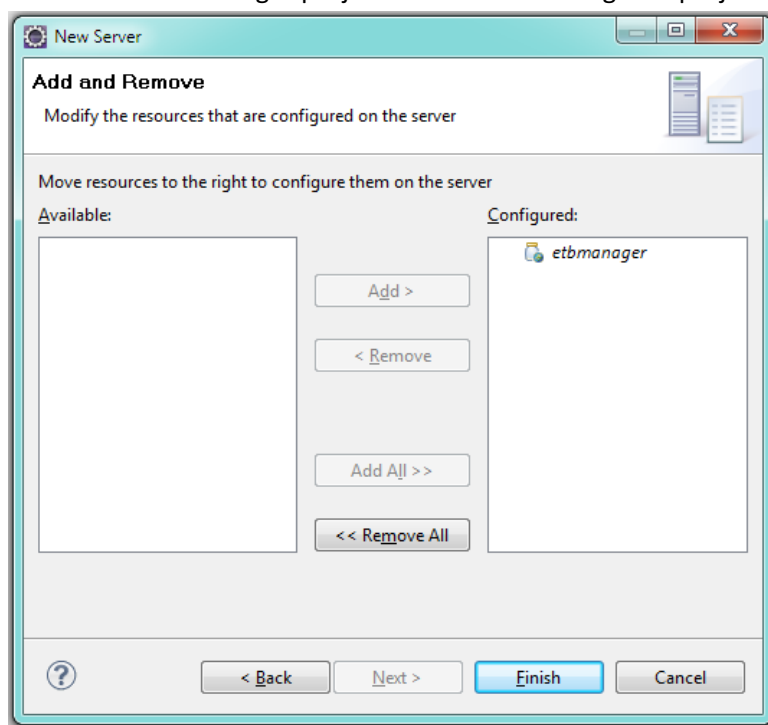 New Server
Add and Remove
Modify the resources that are configured on the server
Move resources to the right to configure them on the server
Available:
Configured:
etbmanager
Add >
< Remove
Add All >>
<< Remove All
?
< Back
Next >
Finish
Cancel